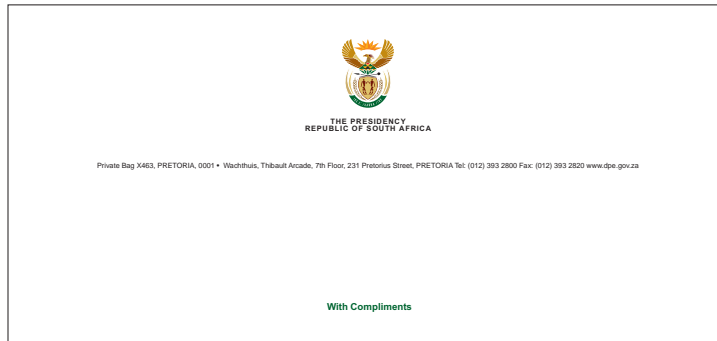 THE PRESIDENCY
REPUBLIC OF SOUTH AFRICA
Private Bag X463, PRETORIA, 0001 • Wachthuis, Thibault Arcade, 7th Floor, 231 Pretorius Street, PRETORIA Tel: (012) 393 2800 Fax: (012) 393 2820 www.dpe.gov.za
With Compliments